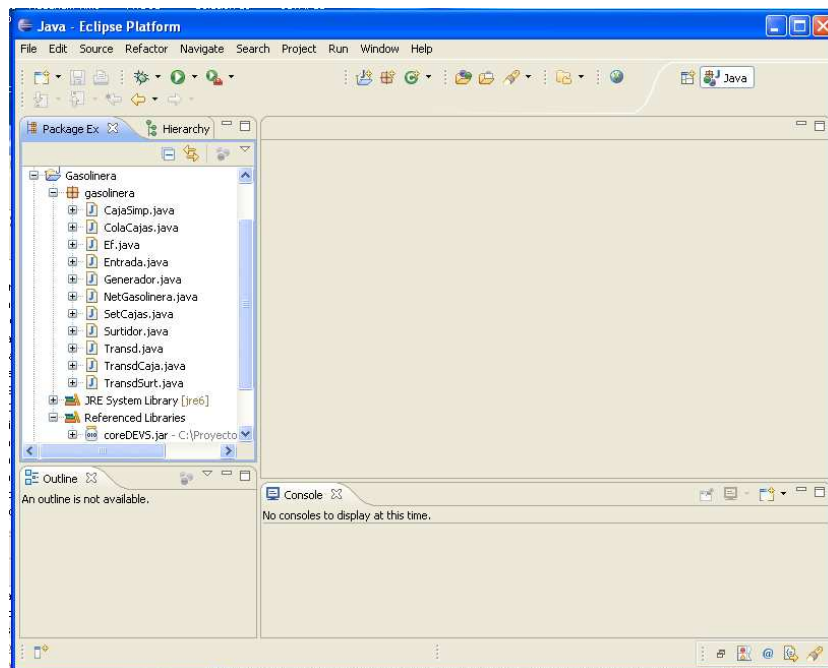 Java - Eclipse Platform
File Edit Source Refactor Navigate Search Project Run Window Help
Java
Package Ex Hierarchy
Gasolinera
gasolinera
CajaSimp.java
ColaCajas.java
Ef.java
Entrada.java
Generador.java
NetGasolinera.java
SetCajas.java
Surtidor.java
Transd.java
TransdCaja.java
TransdSurt.java
JRE System Library [jre6]
Referenced Libraries
coreDEVS.jar - C:\Proyecto
Outline
An outline is not available.
Console
No consoles to display at this time.